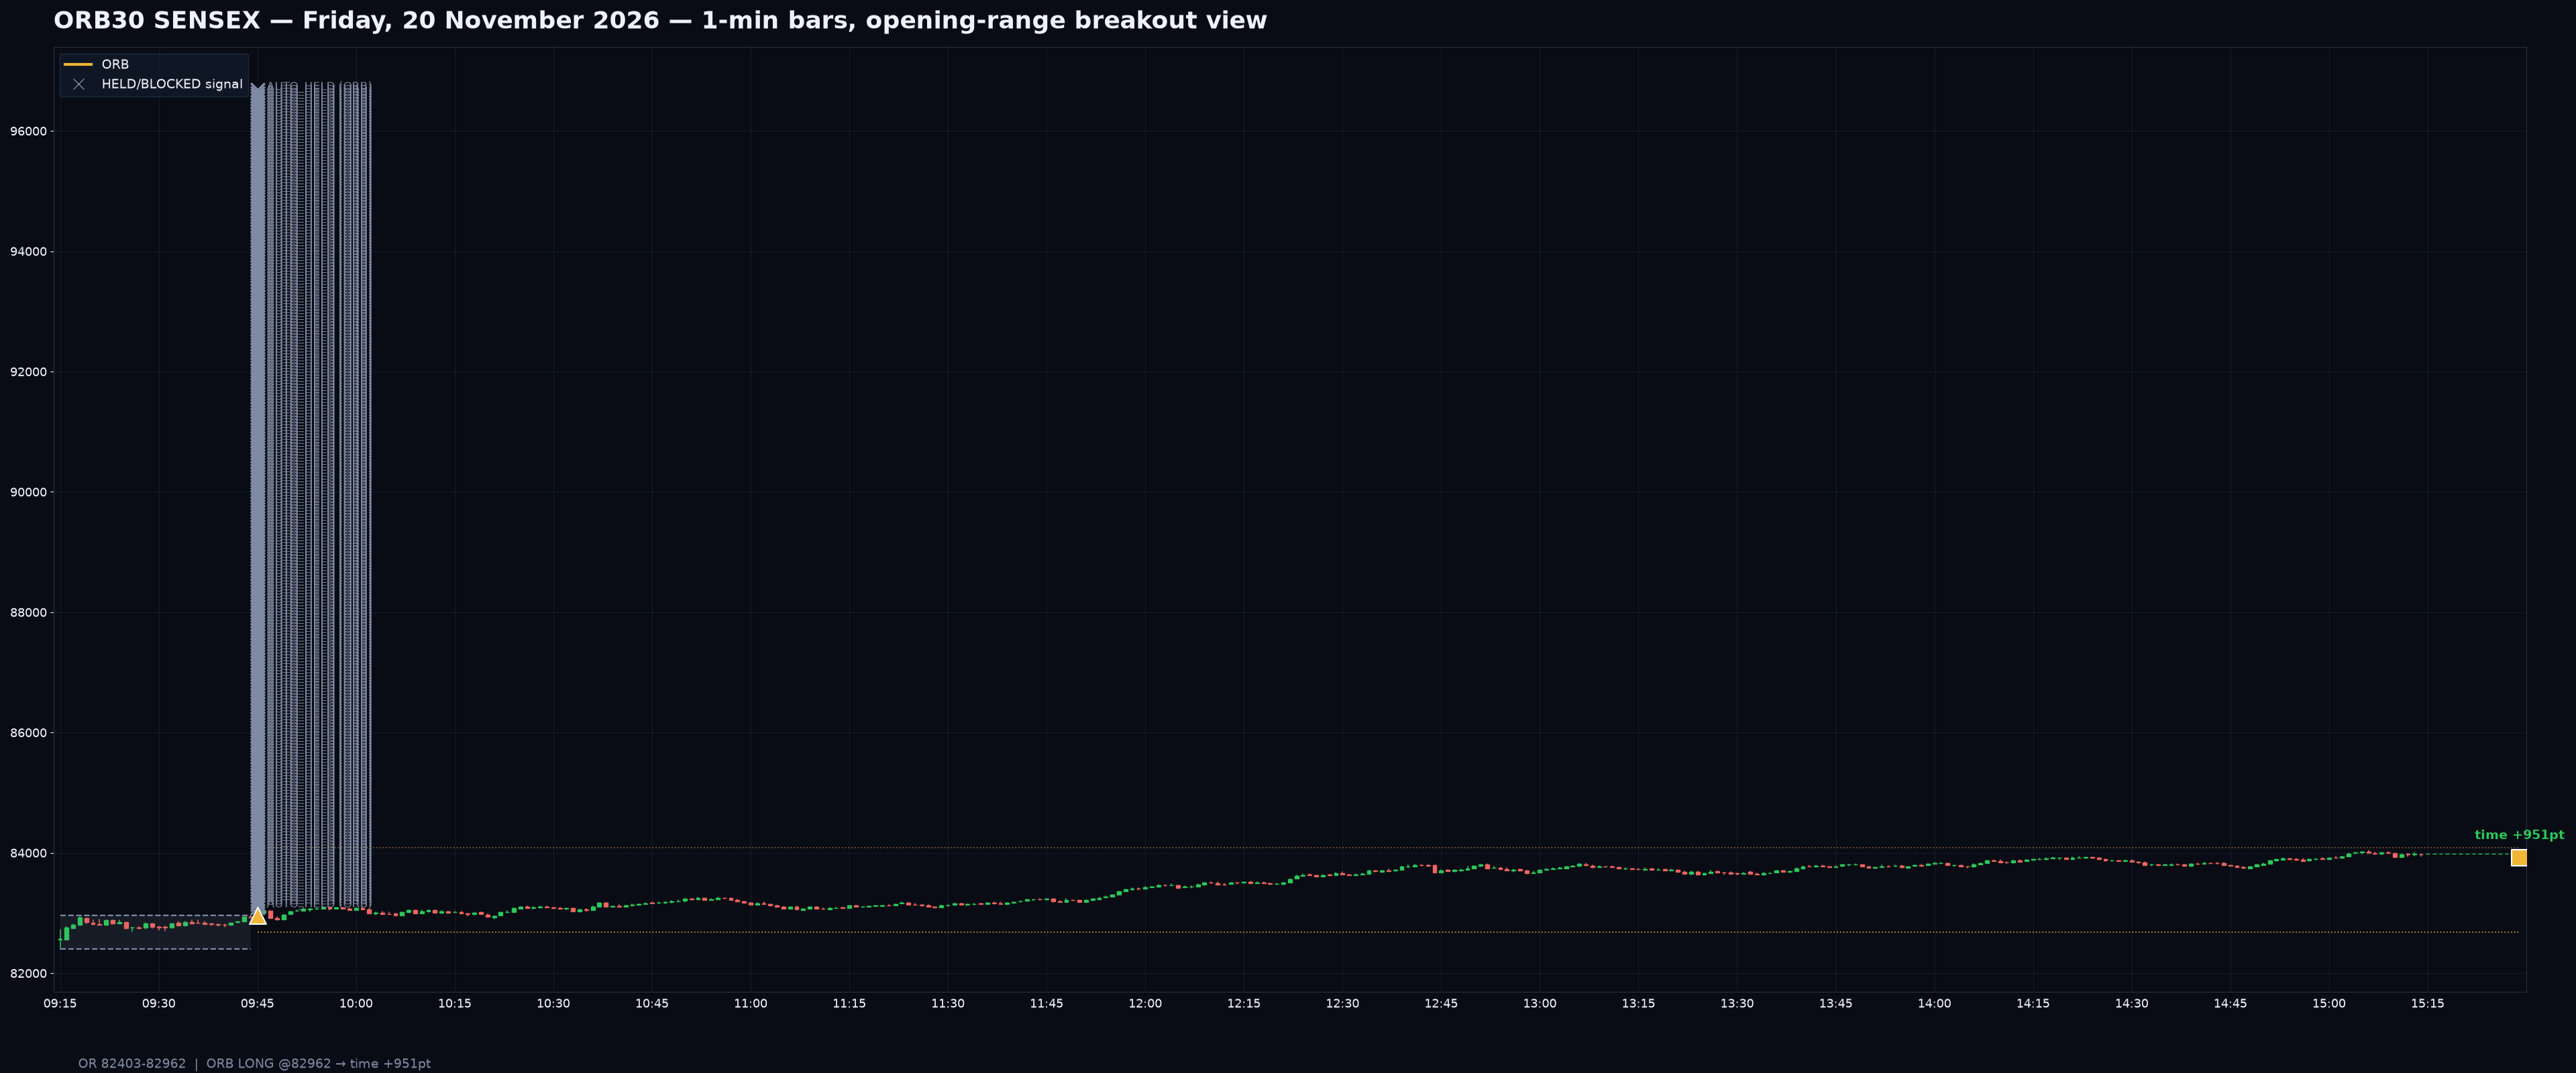 ORB30 SENSEX — Friday, 20 November 2026 — 1-min bars, opening-range breakout view
ORB
HELD/BLOCKED signal
AUTO_HELD (ORB)
96000
94000
92000
90000
88000
86000
84000
82000
time +951pt
AUTO_HELD (ORB)
09:15 09:30 09:45 10:00 10:15 10:30 10:45 11:00 11:15 11:30 11:45 12:00 12:15 12:30 12:45 13:00 13:15 13:30 13:45 14:00 14:15 14:30 14:45 15:00 15:15
OR 82403-82962 | ORB LONG @82962 → time +951pt